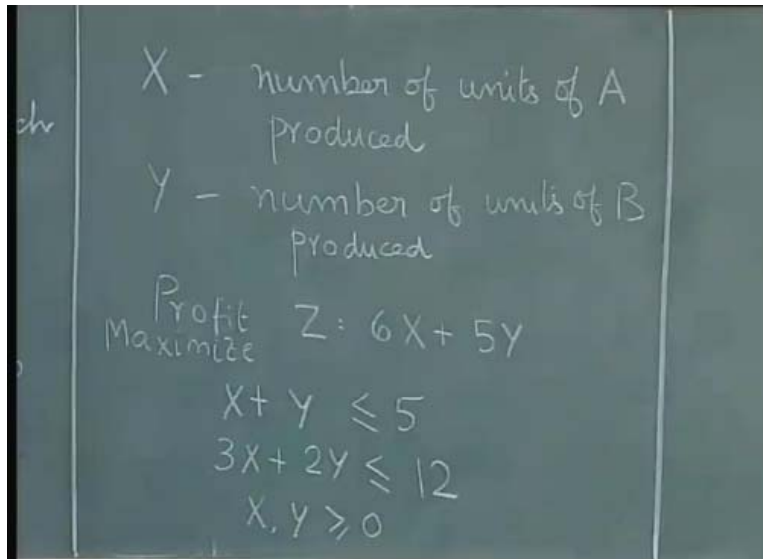 X - number of units of A
produced
Y - number of units of B
produced
Profit
Maximize Z = 6X + 5Y
X + Y ≤ 5
3X + 2Y ≤ 12
X, Y ≥ 0